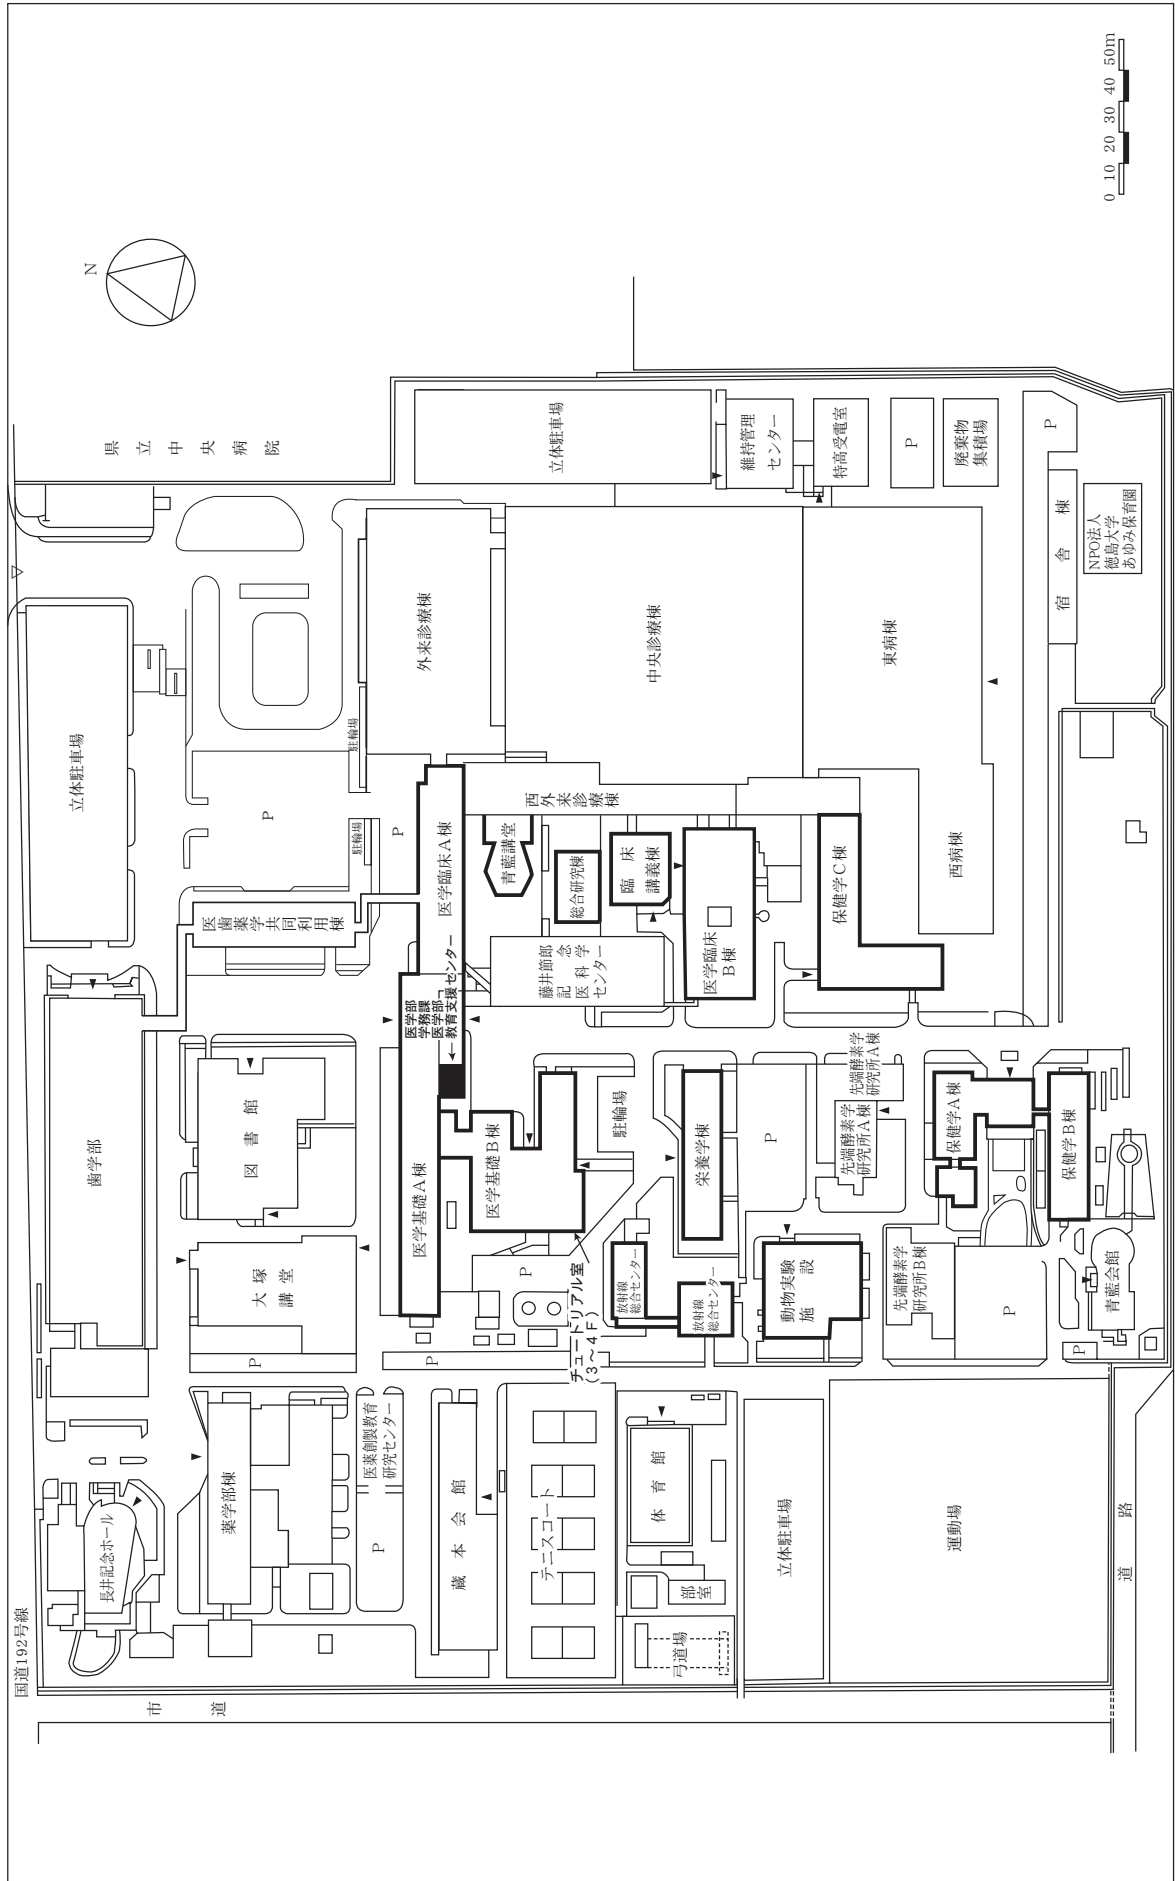 国道192号線
市道
長井記念ホール
薬学部棟
医薬創製教育
研究センター
P
蔵本会館
テニスコート
弓道場
部室
体育館
立体駐車場
運動場
道路
歯学部
図書館
大塚
講堂
P
P
医学基礎A棟
医学基礎B棟
P
チュートリアル室
(3～4F)
医学部
学務課
医学部
教育支援センター
駐輪場
放射線
総合センター
放射線
総合センター
栄養学棟
動物実験
施設
P
先端酵素学
研究所A棟
先端酵素学
研究所A棟
先端酵素学
研究所B棟
P
保健学A棟
保健学B棟
青藍会館
P
立体駐車場
医歯薬学共同利用棟
P
駐輪場
駐輪場
P
医学臨床A棟
青藍講堂
総合研究棟
藤井節郎
記念
医科学
センター
臨床
講義棟
医学臨床
B棟
西外来診療棟
保健学C棟
西病棟
外来診療棟
中央診療棟
東病棟
県立中央病院
立体駐車場
維持管理
センター
特高受電室
P
廃棄物
集積場
P
宿舎棟
NPO法人
徳島大学
あゆみ保育園
N
0 10 20 30 40 50m